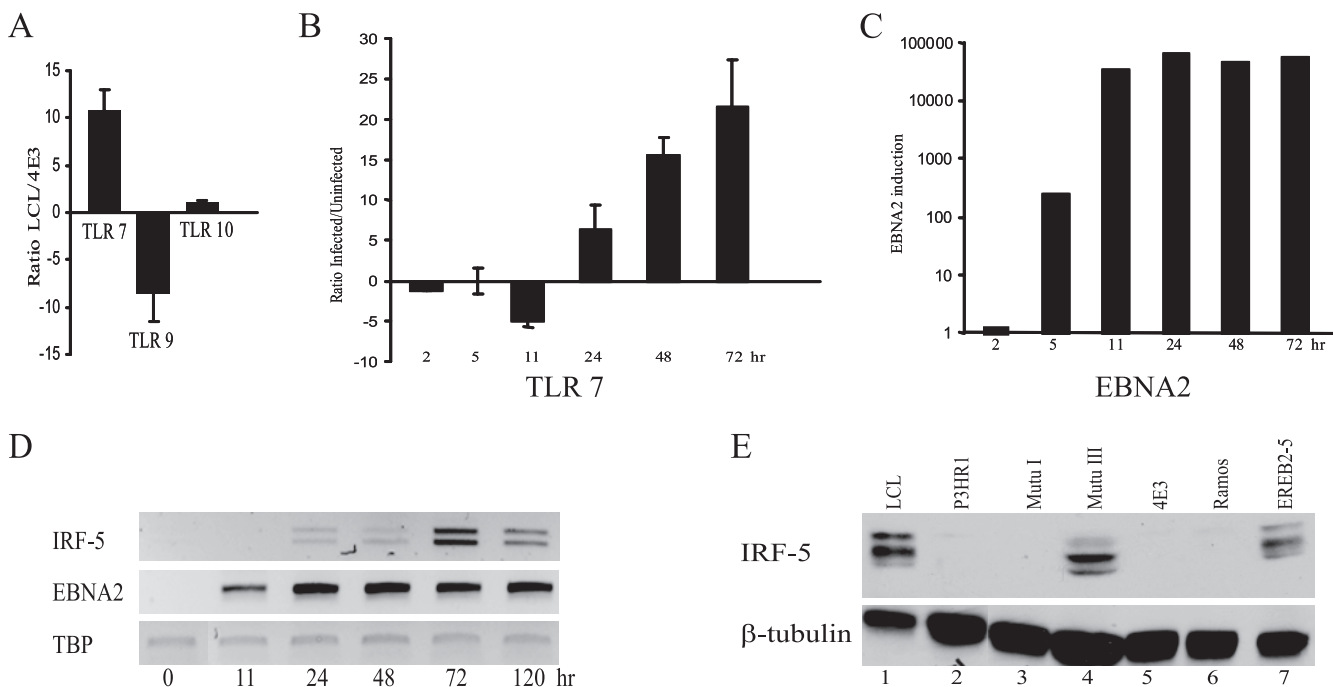 A
Ratio LCL/4E3
15
10
5
0
-5
-10
-15
TLR 7
TLR 9
TLR 10
B
Ratio Infected/Uninfected
30
25
20
15
10
5
0
-5
-10
2 5 11 24 48 72 hr
TLR 7
C
EBNA2 induction
100000
10000
1000
100
10
1
2 5 11 24 48 72 hr
EBNA2
D
IRF-5
EBNA2
TBP
0 11 24 48 72 120 hr
E
LCL
P3HR1
Mutu I
Mutu III
4E3
Ramos
EREB2-5
IRF-5
β-tubulin
1 2 3 4 5 6 7